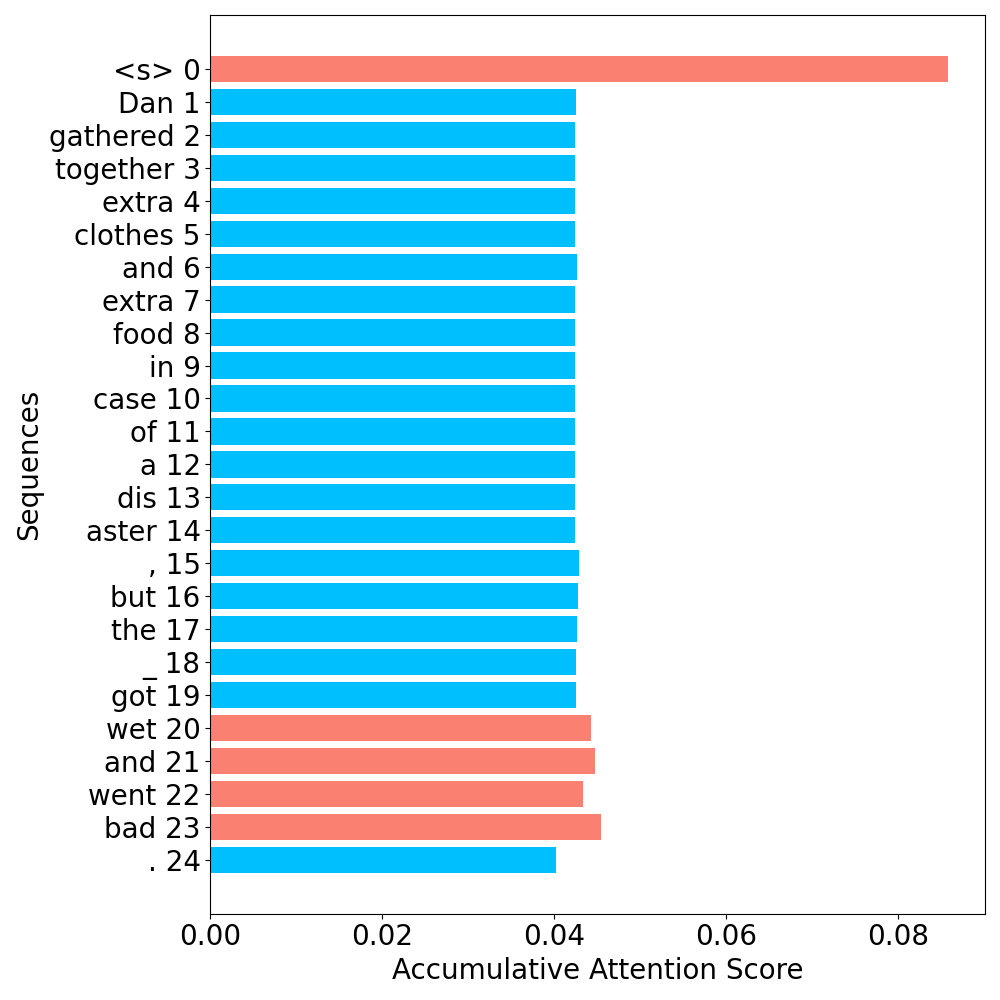 <s> 0
Dan 1
gathered 2
together 3
extra 4
clothes 5
and 6
extra 7
food 8
in 9
case 10
of 11
a 12
dis 13
aster 14
, 15
but 16
the 17
_ 18
got 19
wet 20
and 21
went 22
bad 23
. 24
Sequences
0.00 0.02 0.04 0.06 0.08
Accumulative Attention Score